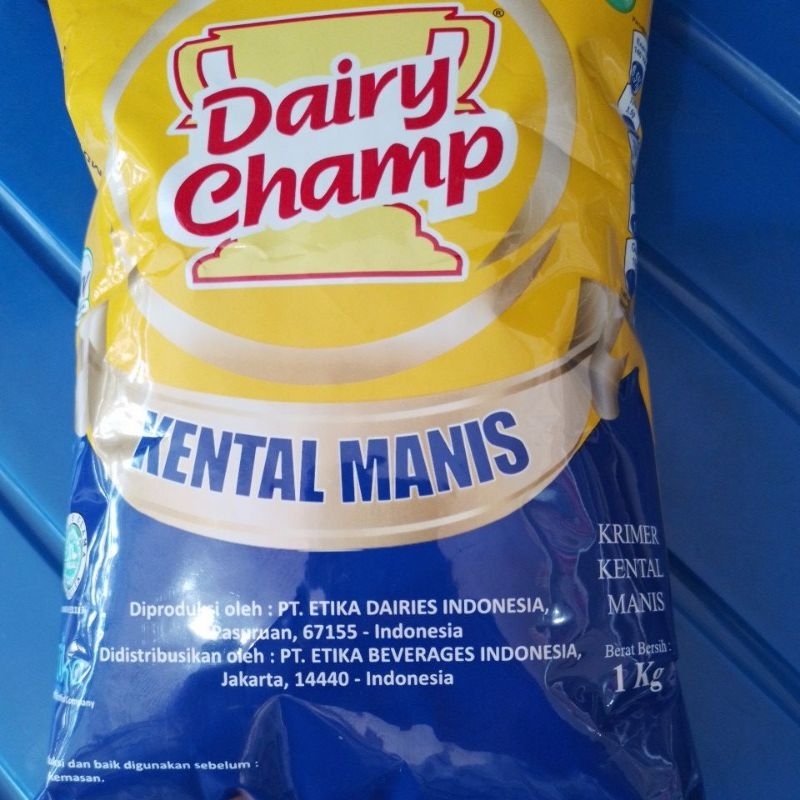 Dairy
Champ
®
KENTAL MANIS
KRIMER
KENTAL
MANIS
Berat Bersih :
1 Kg
Diproduksi oleh : PT. ETIKA DAIRIES INDONESIA,
Pasuruan, 67155 - Indonesia
Didistribusikan oleh : PT. ETIKA BEVERAGES INDONESIA,
Jakarta, 14440 - Indonesia
dan baik digunakan sebelum :
kemasan.